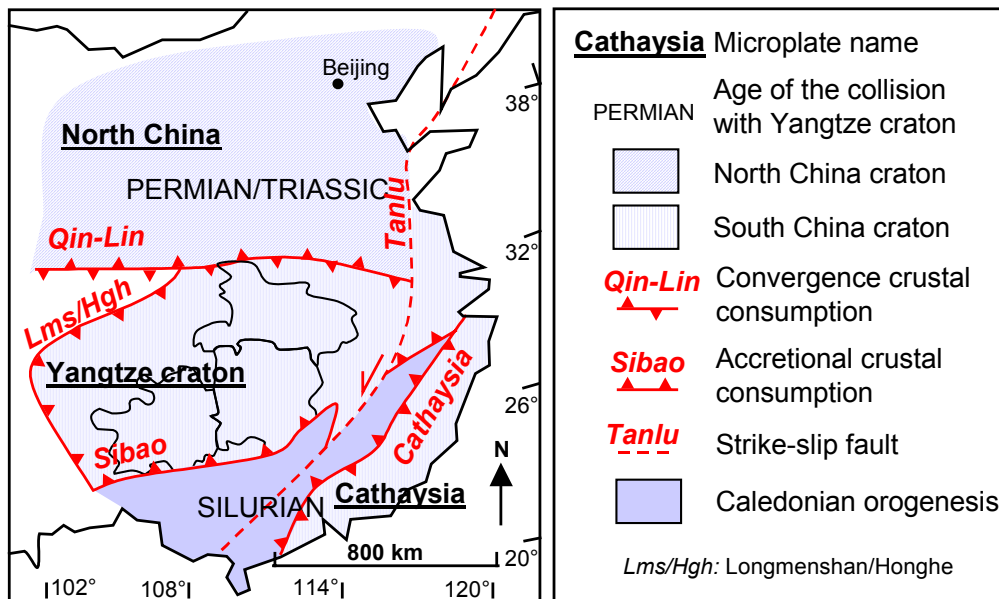 Beijing
38°
North China
PERMIAN/TRIASSIC
Tanlu
Qin-Lin
32°
Lms/Hgh
Yangtze craton
Cathaysia
26°
Sibao
N
Cathaysia
SILURIAN
800 km
20°
102°
108°
114°
120°
Cathaysia Microplate name
PERMIAN Age of the collision
with Yangtze craton
North China craton
South China craton
Qin-Lin Convergence crustal
consumption
Sibao Accretional crustal
consumption
Tanlu Strike-slip fault
Caledonian orogenesis
Lms/Hgh: Longmenshan/Honghe